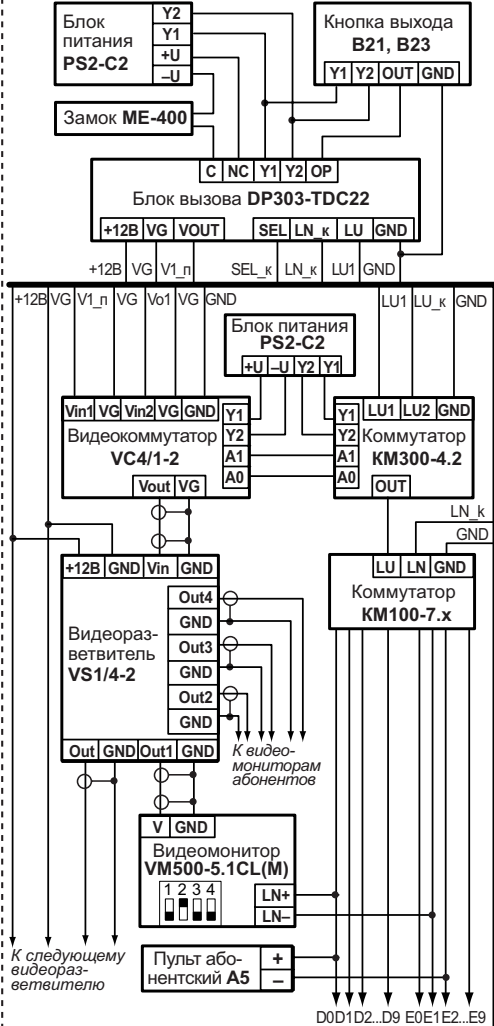 Блок питания PS2-C2
Y2
Y1
+U
–U
Кнопка выхода
B21, B23
Y1 Y2 OUT GND
Замок ME-400
C NC Y1 Y2 OP
Блок вызова DP303-TDC22
+12В VG VOUT SEL LN_к LU GND
+12В VG V1_п SEL_к LN_к LU1 GND
+12В VG V1_п VG Vo1 VG GND LU1 LU_к GND
Блок питания
PS2-C2
+U –U Y2 Y1
Vin1 VG Vin2 VG GND
Y1
Y2
A1
A0
Видеокоммутатор
VC4/1-2
Vout VG
LU1 LU2 GND
Y1
Y2
A1
A0
Коммутатор
КМ300-4.2
OUT
LN_k
GND
+12В GND Vin GND
Out4
GND
Out3
GND
Out2
GND
Видеораз-
ветвитель
VS1/4-2
Out GND Out1 GND
LU LN GND
Коммутатор
КМ100-7.x
К видео-
мониторам
абонентов
V GND
Видеомонитор
VM500-5.1CL(M)
1 2 3 4
LN+
LN–
К следующему
видеораз-
ветвителю
Пульт або-
нентский A5
+
–
D0D1D2...D9 E0E1E2...E9